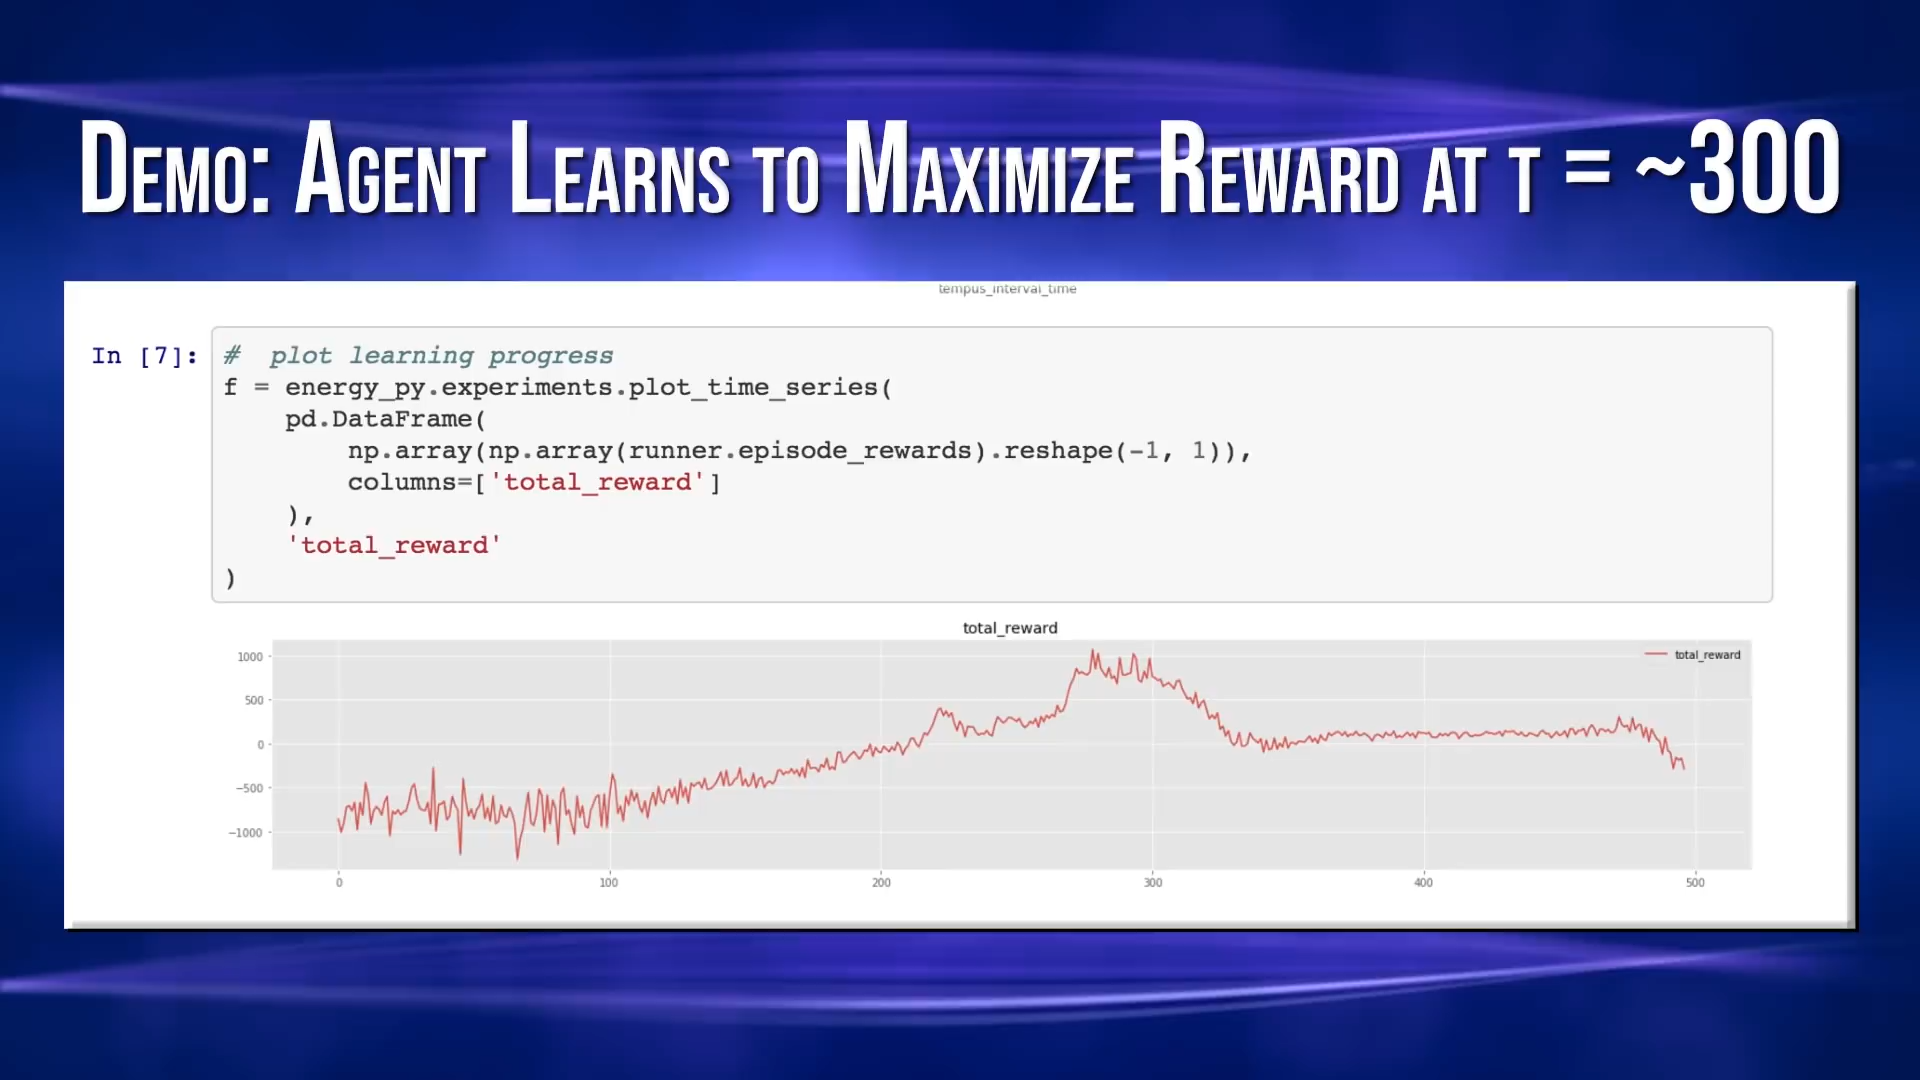 Demo: Agent Learns to Maximize Reward at t = ~300
tempus_interval_time
In [7]:
# plot learning progress
f = energy_py.experiments.plot_time_series(
pd.DataFrame(
np.array(np.array(runner.episode_rewards).reshape(-1, 1)),
columns=['total_reward']
),
'total_reward'
)
total_reward
total_reward
1000
500
0
−500
−1000
0 100 200 300 400 500